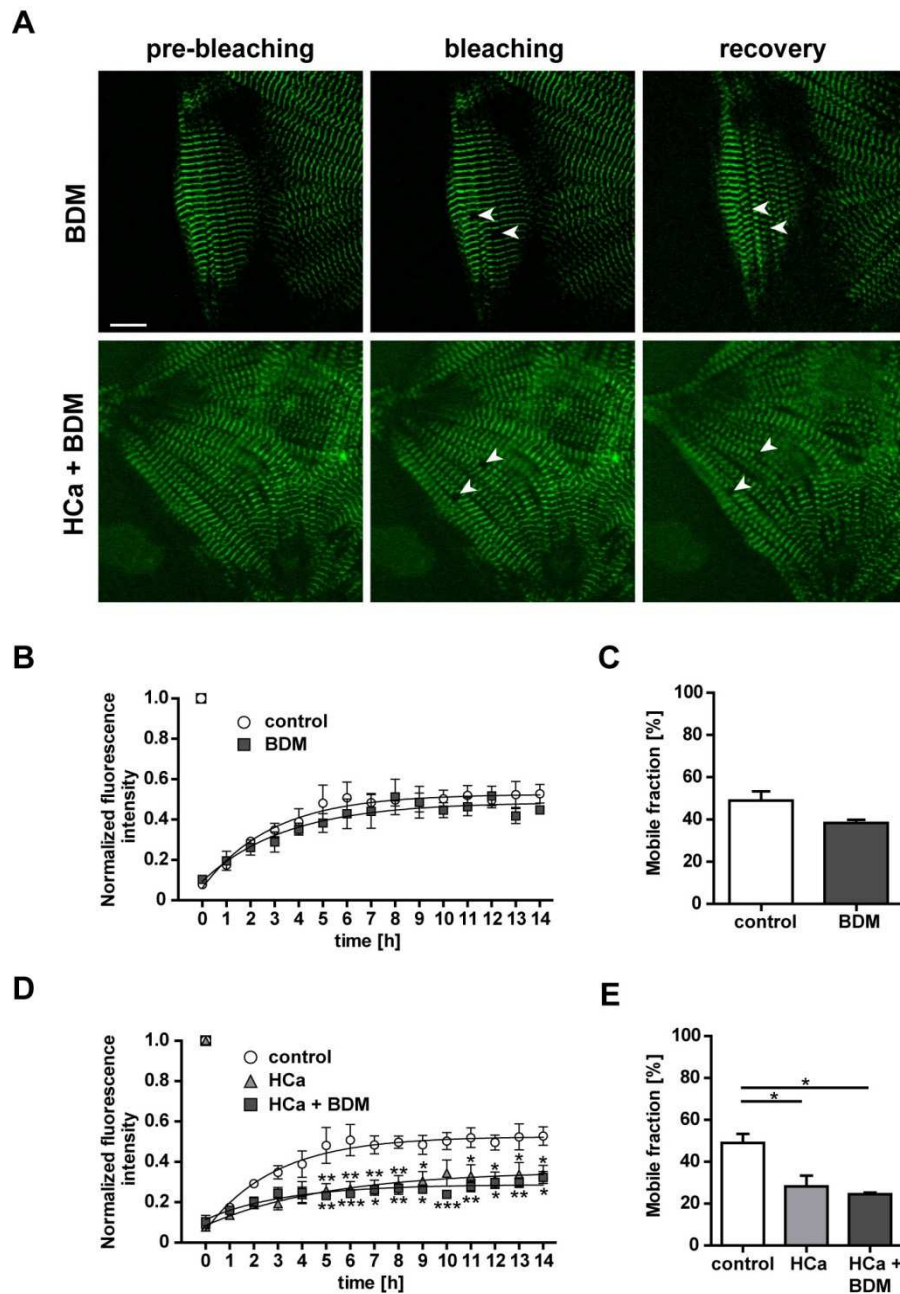 A
pre-bleaching bleaching recovery
BDM
HCa + BDM
B
Normalized fluorescence
intensity
1.0
0.8
0.6
0.4
0.2
0
control
BDM
0 1 2 3 4 5 6 7 8 9 10 11 12 13 14
time [h]
C
Mobile fraction [%]
100
80
60
40
20
0
control BDM
D
Normalized fluorescence
intensity
1.0
0.8
0.6
0.4
0.2
0
control
HCa
HCa + BDM
** ** ** ** * * * * *
** *** * ** * *** ** * ** *
0 1 2 3 4 5 6 7 8 9 10 11 12 13 14
time [h]
E
Mobile fraction [%]
100
80
60
40
20
0
*
*
control HCa HCa +
BDM